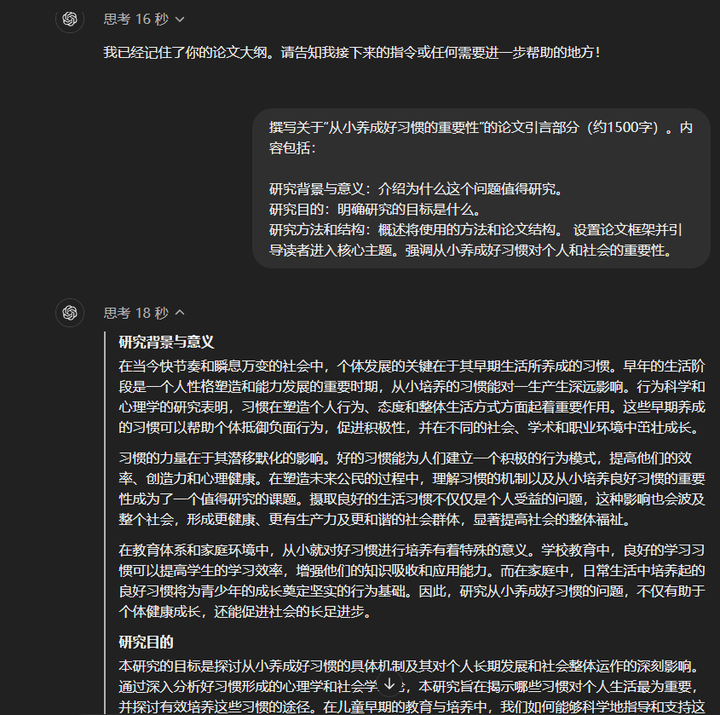 思考 16 秒
我已经记住了你的论文大纲。请告知我接下来的指令或任何需要进一步帮助的地方！
撰写关于“从小养成好习惯的重要性”的论文引言部分（约1500字）。内
容包括：
研究背景与意义：介绍为什么这个问题值得研究。
研究目的：明确研究的目标是什么。
研究方法和结构：概述将使用的方法和论文结构。 设置论文框架并引
导读者进入核心主题。强调从小养成好习惯对个人和社会的重要性。
思考 18 秒
研究背景与意义
在当今快节奏和瞬息万变的社会中，个体发展的关键在于其早期生活所养成的习惯。早年的生活阶
段是一个人性格塑造和能力发展的重要时期，从小培养的习惯能对一生产生深远影响。行为科学和
心理学的研究表明，习惯在塑造个人行为、态度和整体生活方式方面起着重要作用。这些早期养成
的习惯可以帮助个体抵御负面行为，促进积极性，并在不同的社会、学术和职业环境中茁壮成长。
习惯的力量在于其潜移默化的影响。好的习惯能为人们建立一个积极的行为模式，提高他们的效
率、创造力和心理健康。在塑造未来公民的过程中，理解习惯的机制以及从小培养良好习惯的重要
性成为了一个值得研究的课题。摄取良好的生活习惯不仅仅是个人受益的问题，这种影响也会波及
整个社会，形成更健康、更有生产力及更和谐的社会群体，显著提高社会的整体福祉。
在教育体系和家庭环境中，从小就对好习惯进行培养有着特殊的意义。学校教育中，良好的学习习
惯可以提高学生的学习效率，增强他们的知识吸收和应用能力。而在家庭中，日常生活中培养起的
良好习惯将为青少年的成长奠定坚实的行为基础。因此，研究从小养成好习惯的问题，不仅有助于
个体健康成长，还能促进社会的长足进步。
研究目的
本研究的目标是探讨从小养成好习惯的具体机制及其对个人长期发展和社会整体运作的深刻影响。
通过深入分析好习惯形成的心理学和社会学 论，本研究旨在揭示哪些习惯对个人生活最为重要，
并探讨有效培养这些习惯的途径。在儿童早期的教育与培养中，我们如何能够科学地指导和支持这